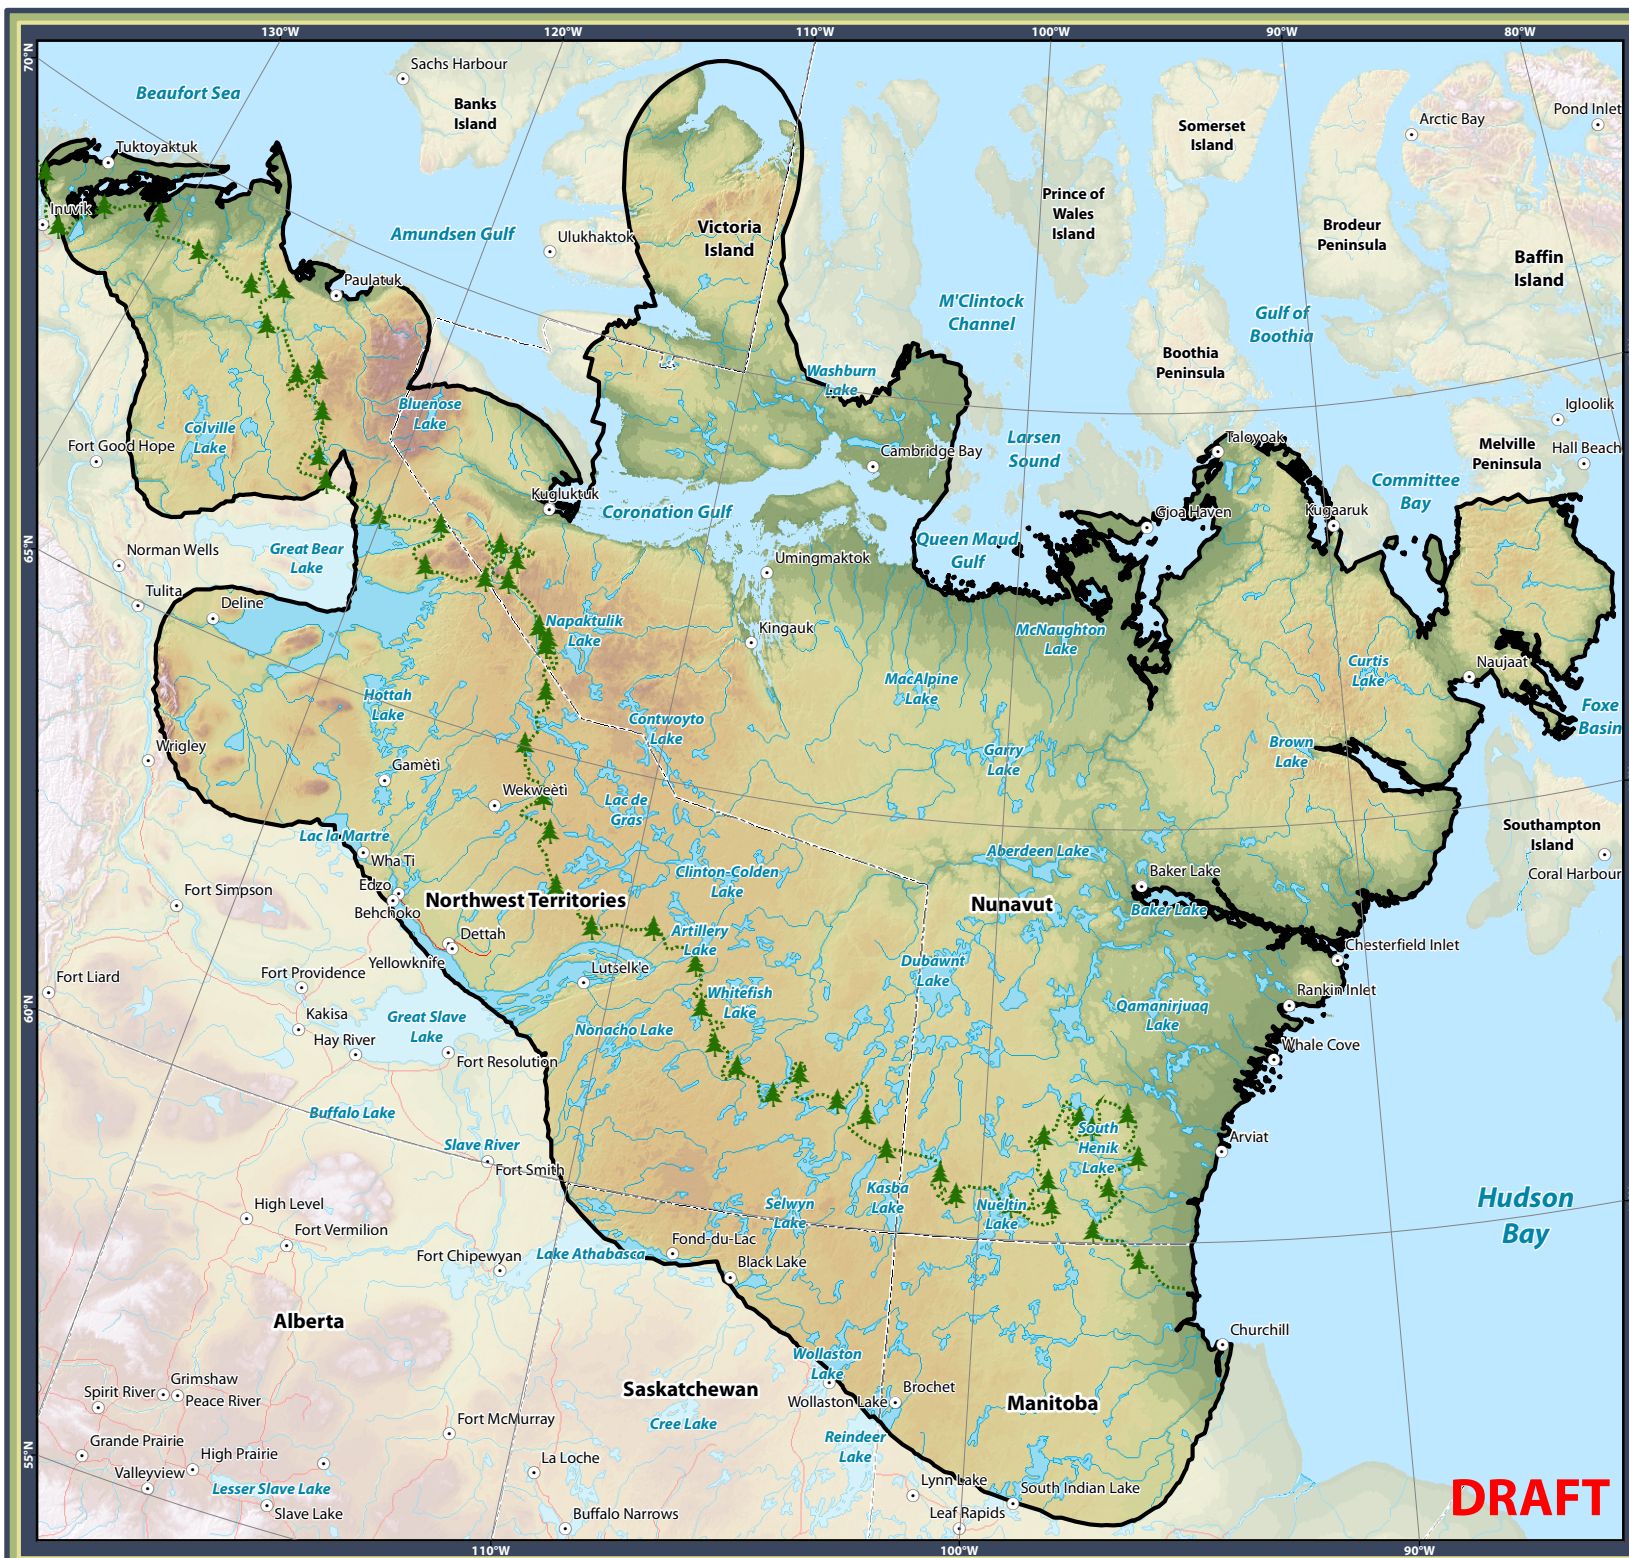 130°W
120°W
110°W
100°W
90°W
80°W
70°N
65°N
60°N
55°N
Sachs Harbour
Beaufort Sea
Banks
Island
Pond Inlet
Arctic Bay
Somerset
Island
Tuktoyaktuk
Inuvik
Prince of
Wales
Island
Victoria
Island
Brodeur
Peninsula
Baffin
Island
Amundsen Gulf
Ulukhaktok
Paulatuk
M'Clintock
Channel
Gulf of
Boothia
Boothia
Peninsula
Washburn
Lake
Bluenose
Lake
Colville
Lake
Fort Good Hope
Igloolik
Hall Beach
Melville
Peninsula
Taloyoak
Larsen
Sound
Cambridge Bay
Committee
Bay
Kugluktuk
Coronation Gulf
Gjoa Haven
Kugaaruk
Norman Wells
Great Bear
Lake
Queen Maud
Gulf
Umingmaktok
Tulita
Deline
Napaktulik
Lake
Kingauk
McNaughton
Lake
Curtis
Lake
Naujaat
Hottah
Lake
MacAlpine
Lake
Foxe
Basin
Contwoyto
Lake
Wrigley
Gamètì
Garry
Lake
Brown
Lake
Wekweètì
Lac de
Gras
Southampton
Island
Coral Harbour
Lac la Martre
Wha Ti
Aberdeen Lake
Clinton-Colden
Lake
Baker Lake
Edzo
Fort Simpson
Northwest Territories
Nunavut
Behchoko
Baker Lake
Dettah
Artillery
Lake
Chesterfield Inlet
Yellowknife
Lutselk'e
Dubawnt
Lake
Fort Liard
Fort Providence
Rankin Inlet
Whitefish
Lake
Qamanirjuaq
Lake
Kakisa
Great Slave
Lake
Nonacho Lake
Hay River
Whale Cove
Fort Resolution
Buffalo Lake
South
Henik
Lake
Arviat
Slave River
Fort Smith
Kasba
Lake
Selwyn
Lake
Nueltin
Lake
Hudson
Bay
High Level
Fort Vermilion
Fond-du-Lac
Fort Chipewyan
Lake Athabasca
Black Lake
Alberta
Churchill
Wollaston
Lake
Grimshaw
Spirit River
Peace River
Saskatchewan
Wollaston Lake
Brochet
Manitoba
Cree Lake
Fort McMurray
Reindeer
Lake
Grande Prairie
High Prairie
La Loche
Valleyview
Lesser Slave Lake
Lynn Lake
South Indian Lake
Slave Lake
Buffalo Narrows
Leaf Rapids
DRAFT
110°W
100°W
90°W